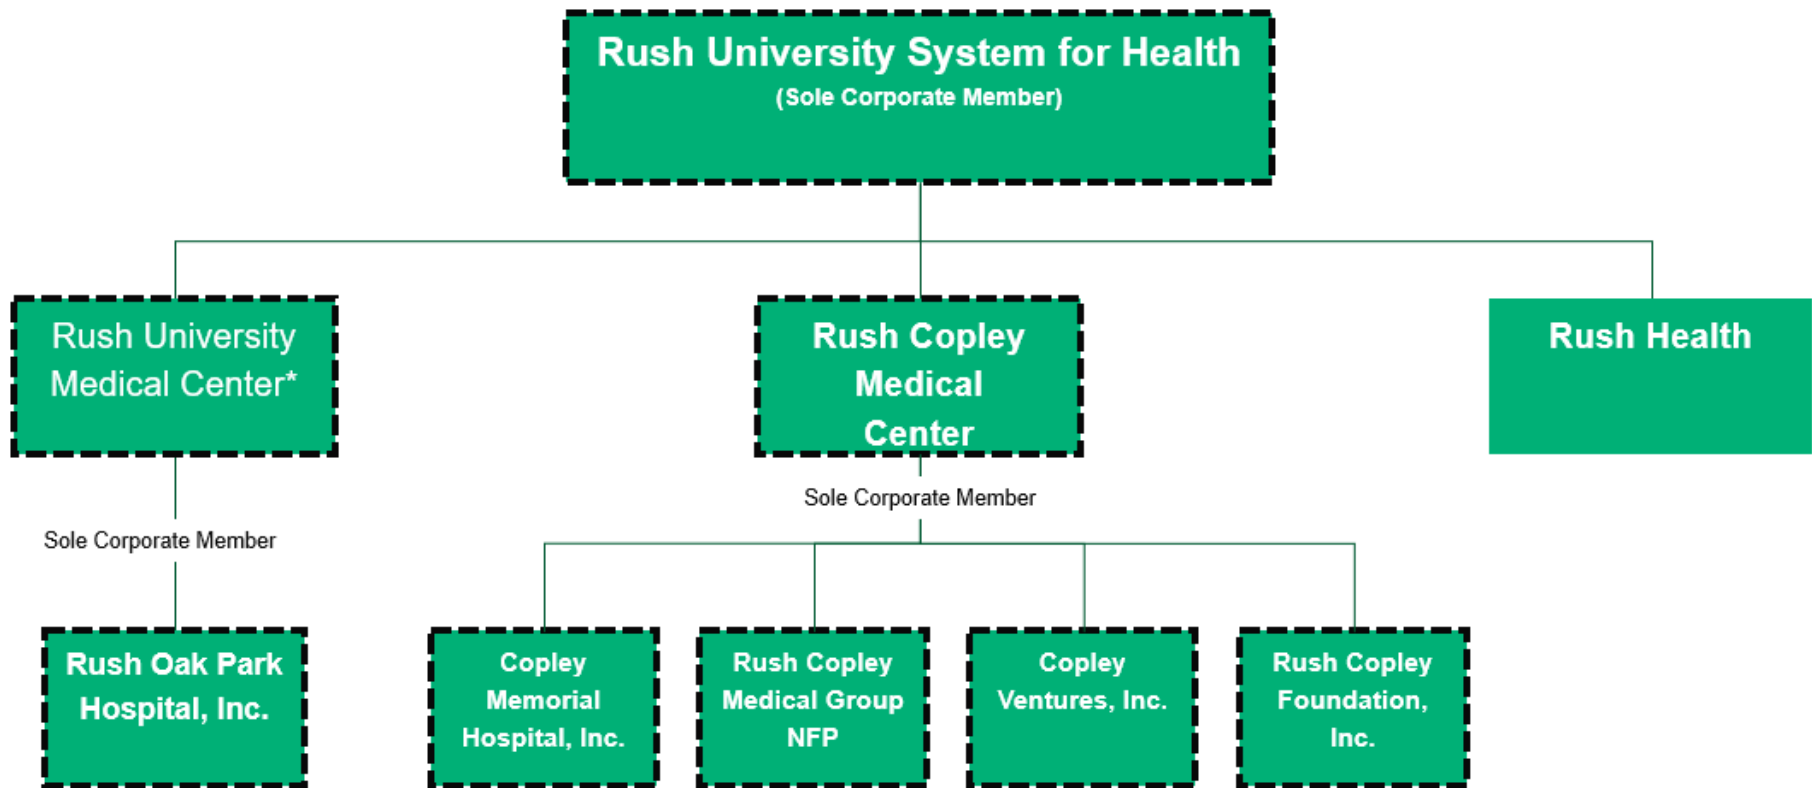 Rush University System for Health
(Sole Corporate Member)
Rush University
Medical Center*
Rush Copley
Medical
Center
Rush Health
Sole Corporate Member
Sole Corporate Member
Rush Oak Park
Hospital, Inc.
Copley
Memorial
Hospital, Inc.
Rush Copley
Medical Group
NFP
Copley
Ventures, Inc.
Rush Copley
Foundation,
Inc.